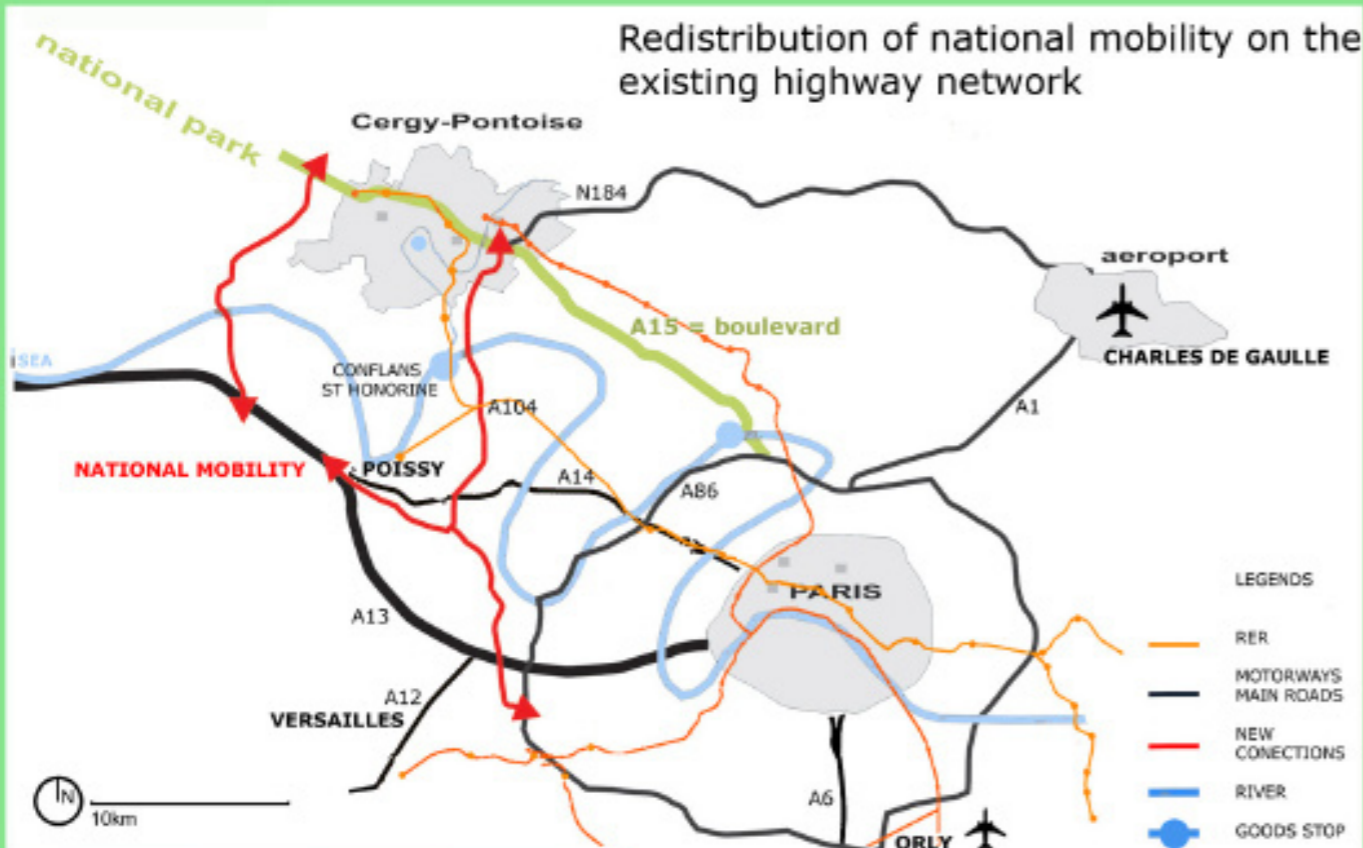 Redistribution of national mobility on the
existing highway network
national park
Cergy-Pontoise
N184
aeroport
CHARLES DE GAULLE
A15 = boulevard
SEA
CONFLANS
ST HONORINE
A104
A1
NATIONAL MOBILITY
POISSY
A14
A86
PARIS
A13
A12
VERSAILLES
A6
ORLY
N
10km
LEGENDS
RER
MOTORWAYS
MAIN ROADS
NEW
CONECTIONS
RIVER
GOODS STOP